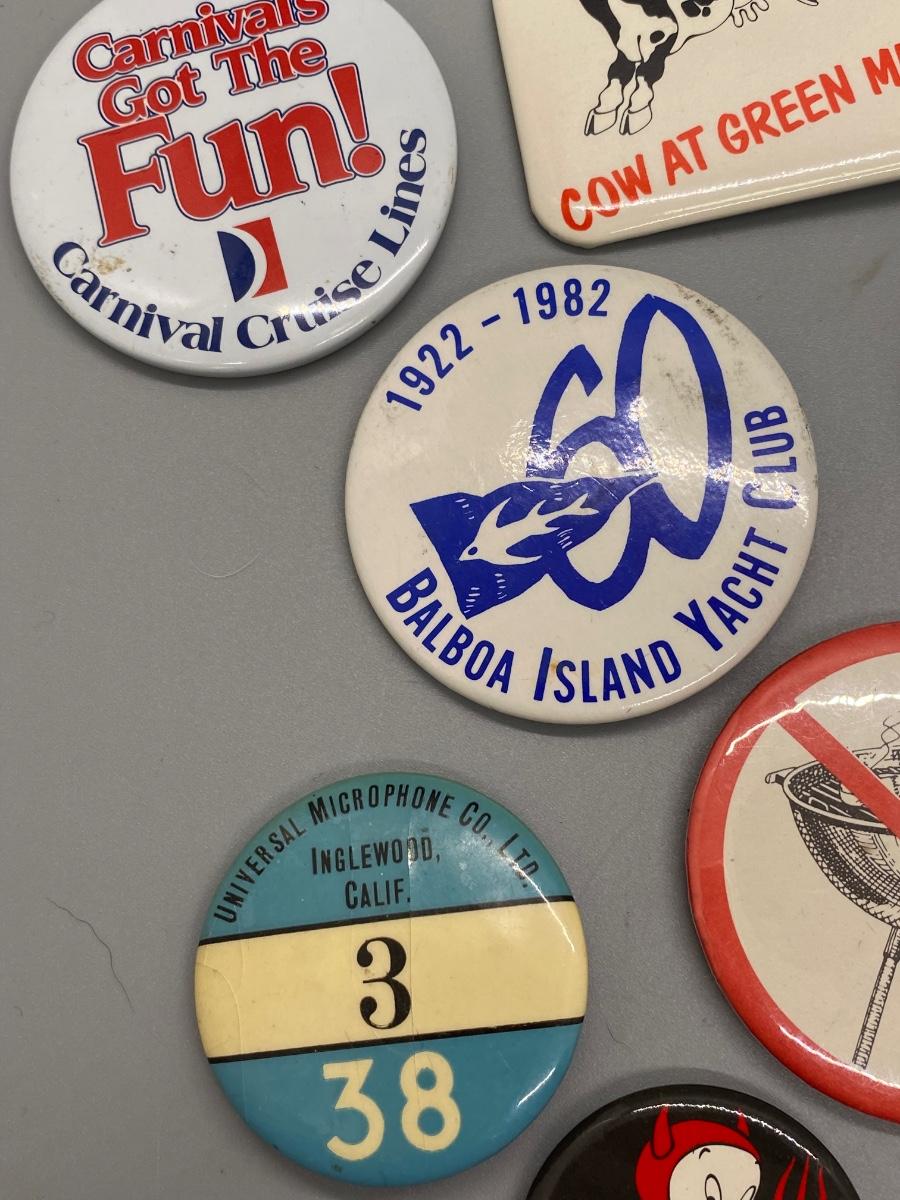 Carnivals
Got The
Fun!
Carnival Cruise Lines
COW AT GREEN
1922 - 1982
60
BALBOA ISLAND YACHT CLUB
UNIVERSAL MICROPHONE CO., LTD.
INGLEWOOD,
CALIF.
3
38